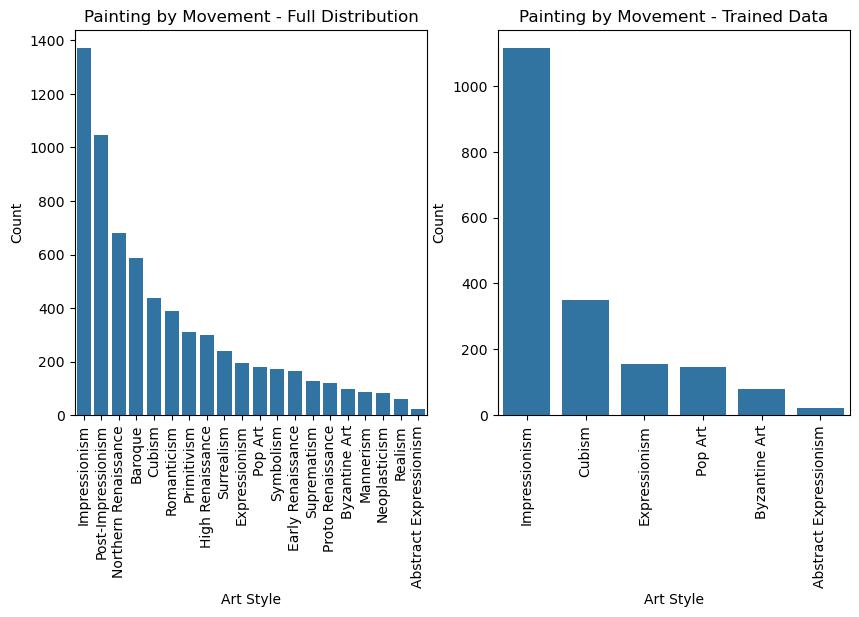 Painting by Movement - Full Distribution
1400
1200
1000
800
600
400
200
0
Count
Impressionism
Post-Impressionism
Northern Renaissance
Baroque
Cubism
Romanticism
Primitivism
High Renaissance
Surrealism
Expressionism
Pop Art
Symbolism
Early Renaissance
Suprematism
Proto Renaissance
Byzantine Art
Mannerism
Neoplasticism
Realism
Abstract Expressionism
Art Style
Painting by Movement - Trained Data
1000
800
600
400
200
0
Count
Impressionism
Cubism
Expressionism
Pop Art
Byzantine Art
Abstract Expressionism
Art Style